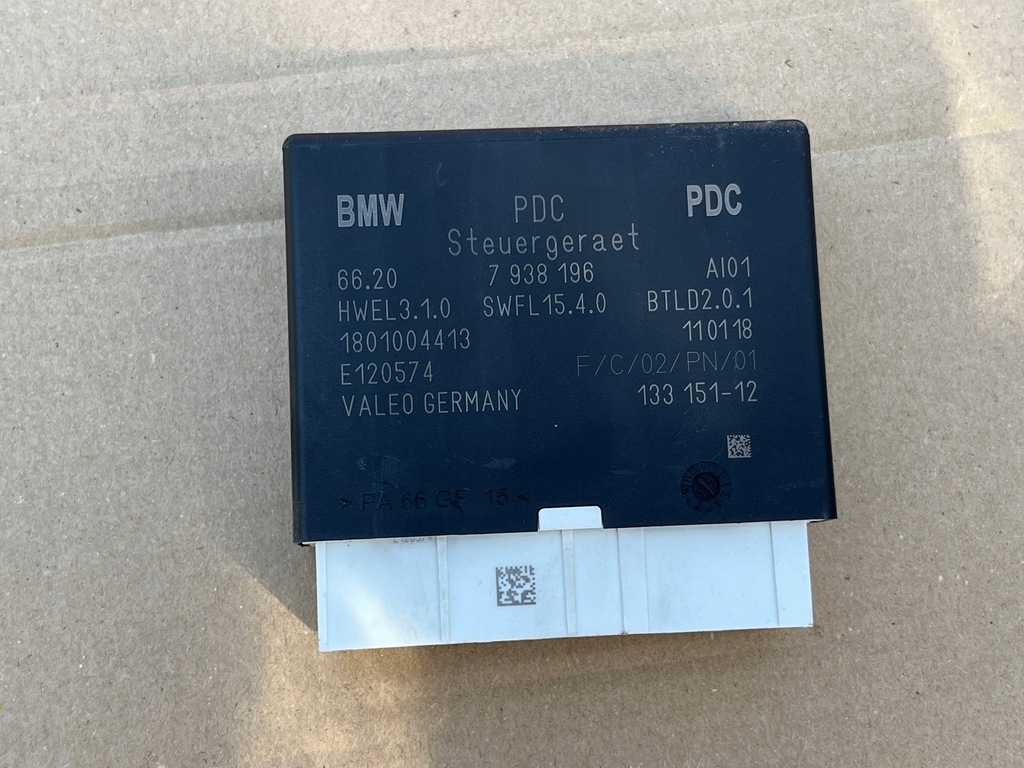 BMW PDC PDC
Steuergeraet
66.20 7 938 196 AI01
HWEL3.1.0 SWFL15.4.0 BTLD2.0.1
1801004413 110118
E120574 F/C/02/PN/01
VALEO GERMANY 133 151-12
>PA 66 GF 15<
E120574